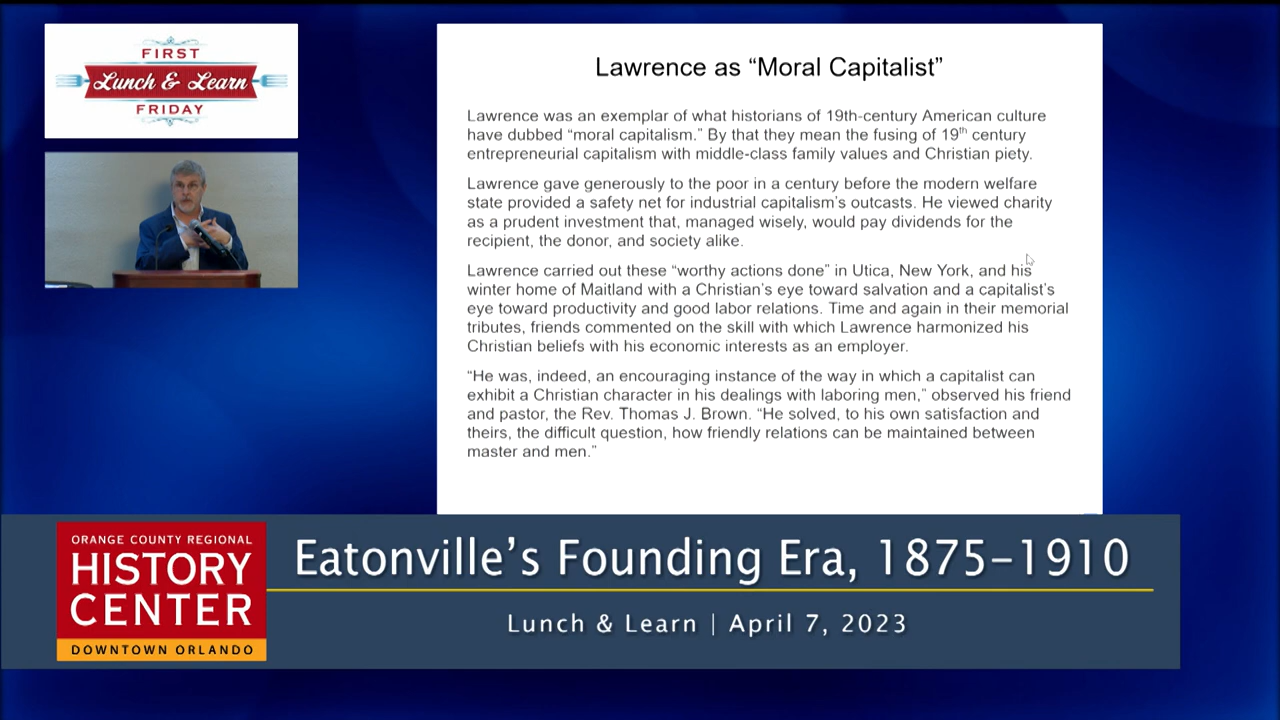 FIRST
Lunch & Learn
FRIDAY
Lawrence as “Moral Capitalist”
Lawrence was an exemplar of what historians of 19th-century American culture
have dubbed “moral capitalism.” By that they mean the fusing of 19th century
entrepreneurial capitalism with middle-class family values and Christian piety.
Lawrence gave generously to the poor in a century before the modern welfare
state provided a safety net for industrial capitalism’s outcasts. He viewed charity
as a prudent investment that, managed wisely, would pay dividends for the
recipient, the donor, and society alike.
Lawrence carried out these “worthy actions done” in Utica, New York, and his
winter home of Maitland with a Christian’s eye toward salvation and a capitalist’s
eye toward productivity and good labor relations. Time and again in their memorial
tributes, friends commented on the skill with which Lawrence harmonized his
Christian beliefs with his economic interests as an employer.
“He was, indeed, an encouraging instance of the way in which a capitalist can
exhibit a Christian character in his dealings with laboring men,” observed his friend
and pastor, the Rev. Thomas J. Brown. “He solved, to his own satisfaction and
theirs, the difficult question, how friendly relations can be maintained between
master and men.”
ORANGE COUNTY REGIONAL
HISTORY
CENTER
DOWNTOWN ORLANDO
Eatonville’s Founding Era, 1875–1910
Lunch & Learn | April 7, 2023